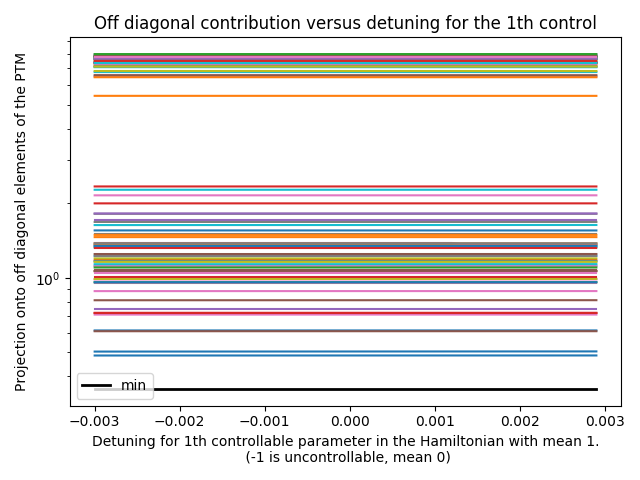 Off diagonal contribution versus detuning for the 1th control
Projection onto off diagonal elements of the PTM
10⁰
min
−0.003 −0.002 −0.001 0.000 0.001 0.002 0.003
Detuning for 1th controllable parameter in the Hamiltonian with mean 1.
(-1 is uncontrollable, mean 0)